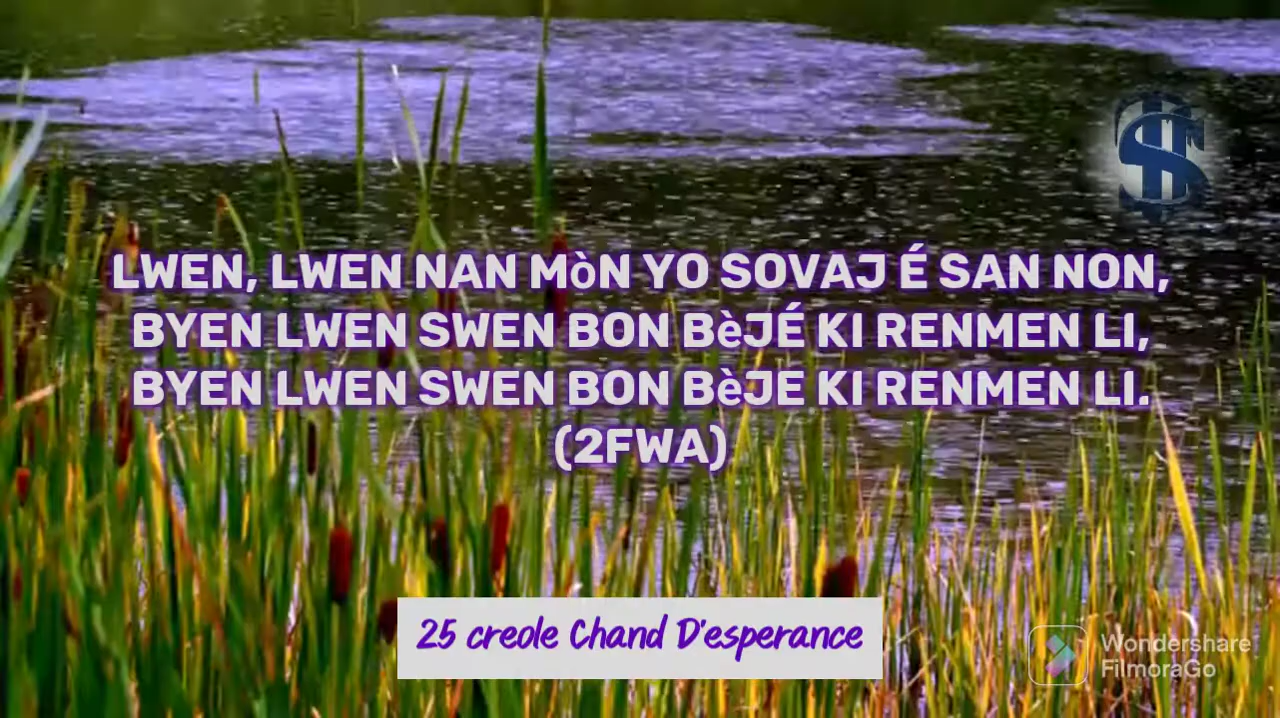 LWEN, LWEN NAN MòN YO SOVAJ É SAN NON,
BYEN LWEN SWEN BON BèJÉ KI RENMEN LI,
BYEN LWEN SWEN BON BèJE KI RENMEN LI.
(2FWA)
25 creole Chand D'esperance
Wondershare
FilmoraGo